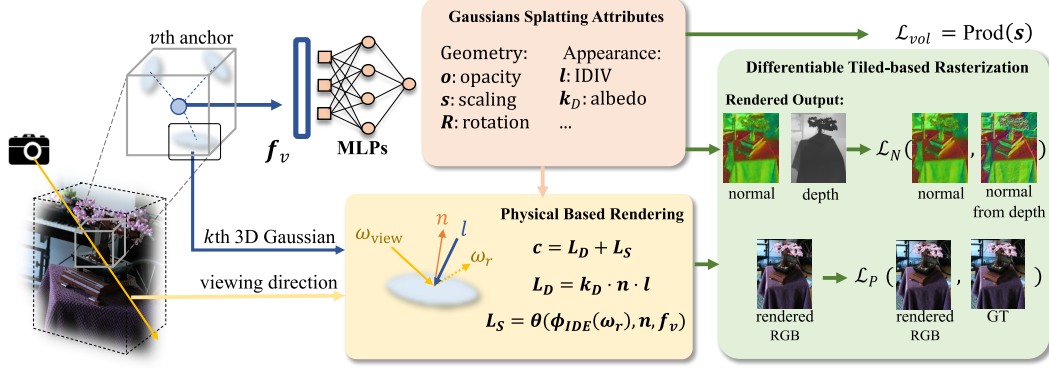 vth anchor
f_v
MLPs
Gaussians Splatting Attributes
Geometry:
o: opacity
s: scaling
R: rotation
Appearance:
l: IDIV
k_D: albedo
...
ℒ_vol = Prod(s)
kth 3D Gaussian
viewing direction
Physical Based Rendering
ω_view
n
l
ω_r
c = L_D + L_S
L_D = k_D · n · l
L_S = θ(ϕ_IDE(ω_r), n, f_v)
Differentiable Tiled-based Rasterization
Rendered Output:
normal
depth
ℒ_N( , )
normal
normal
from depth
rendered
RGB
ℒ_P ( , )
rendered
RGB
GT